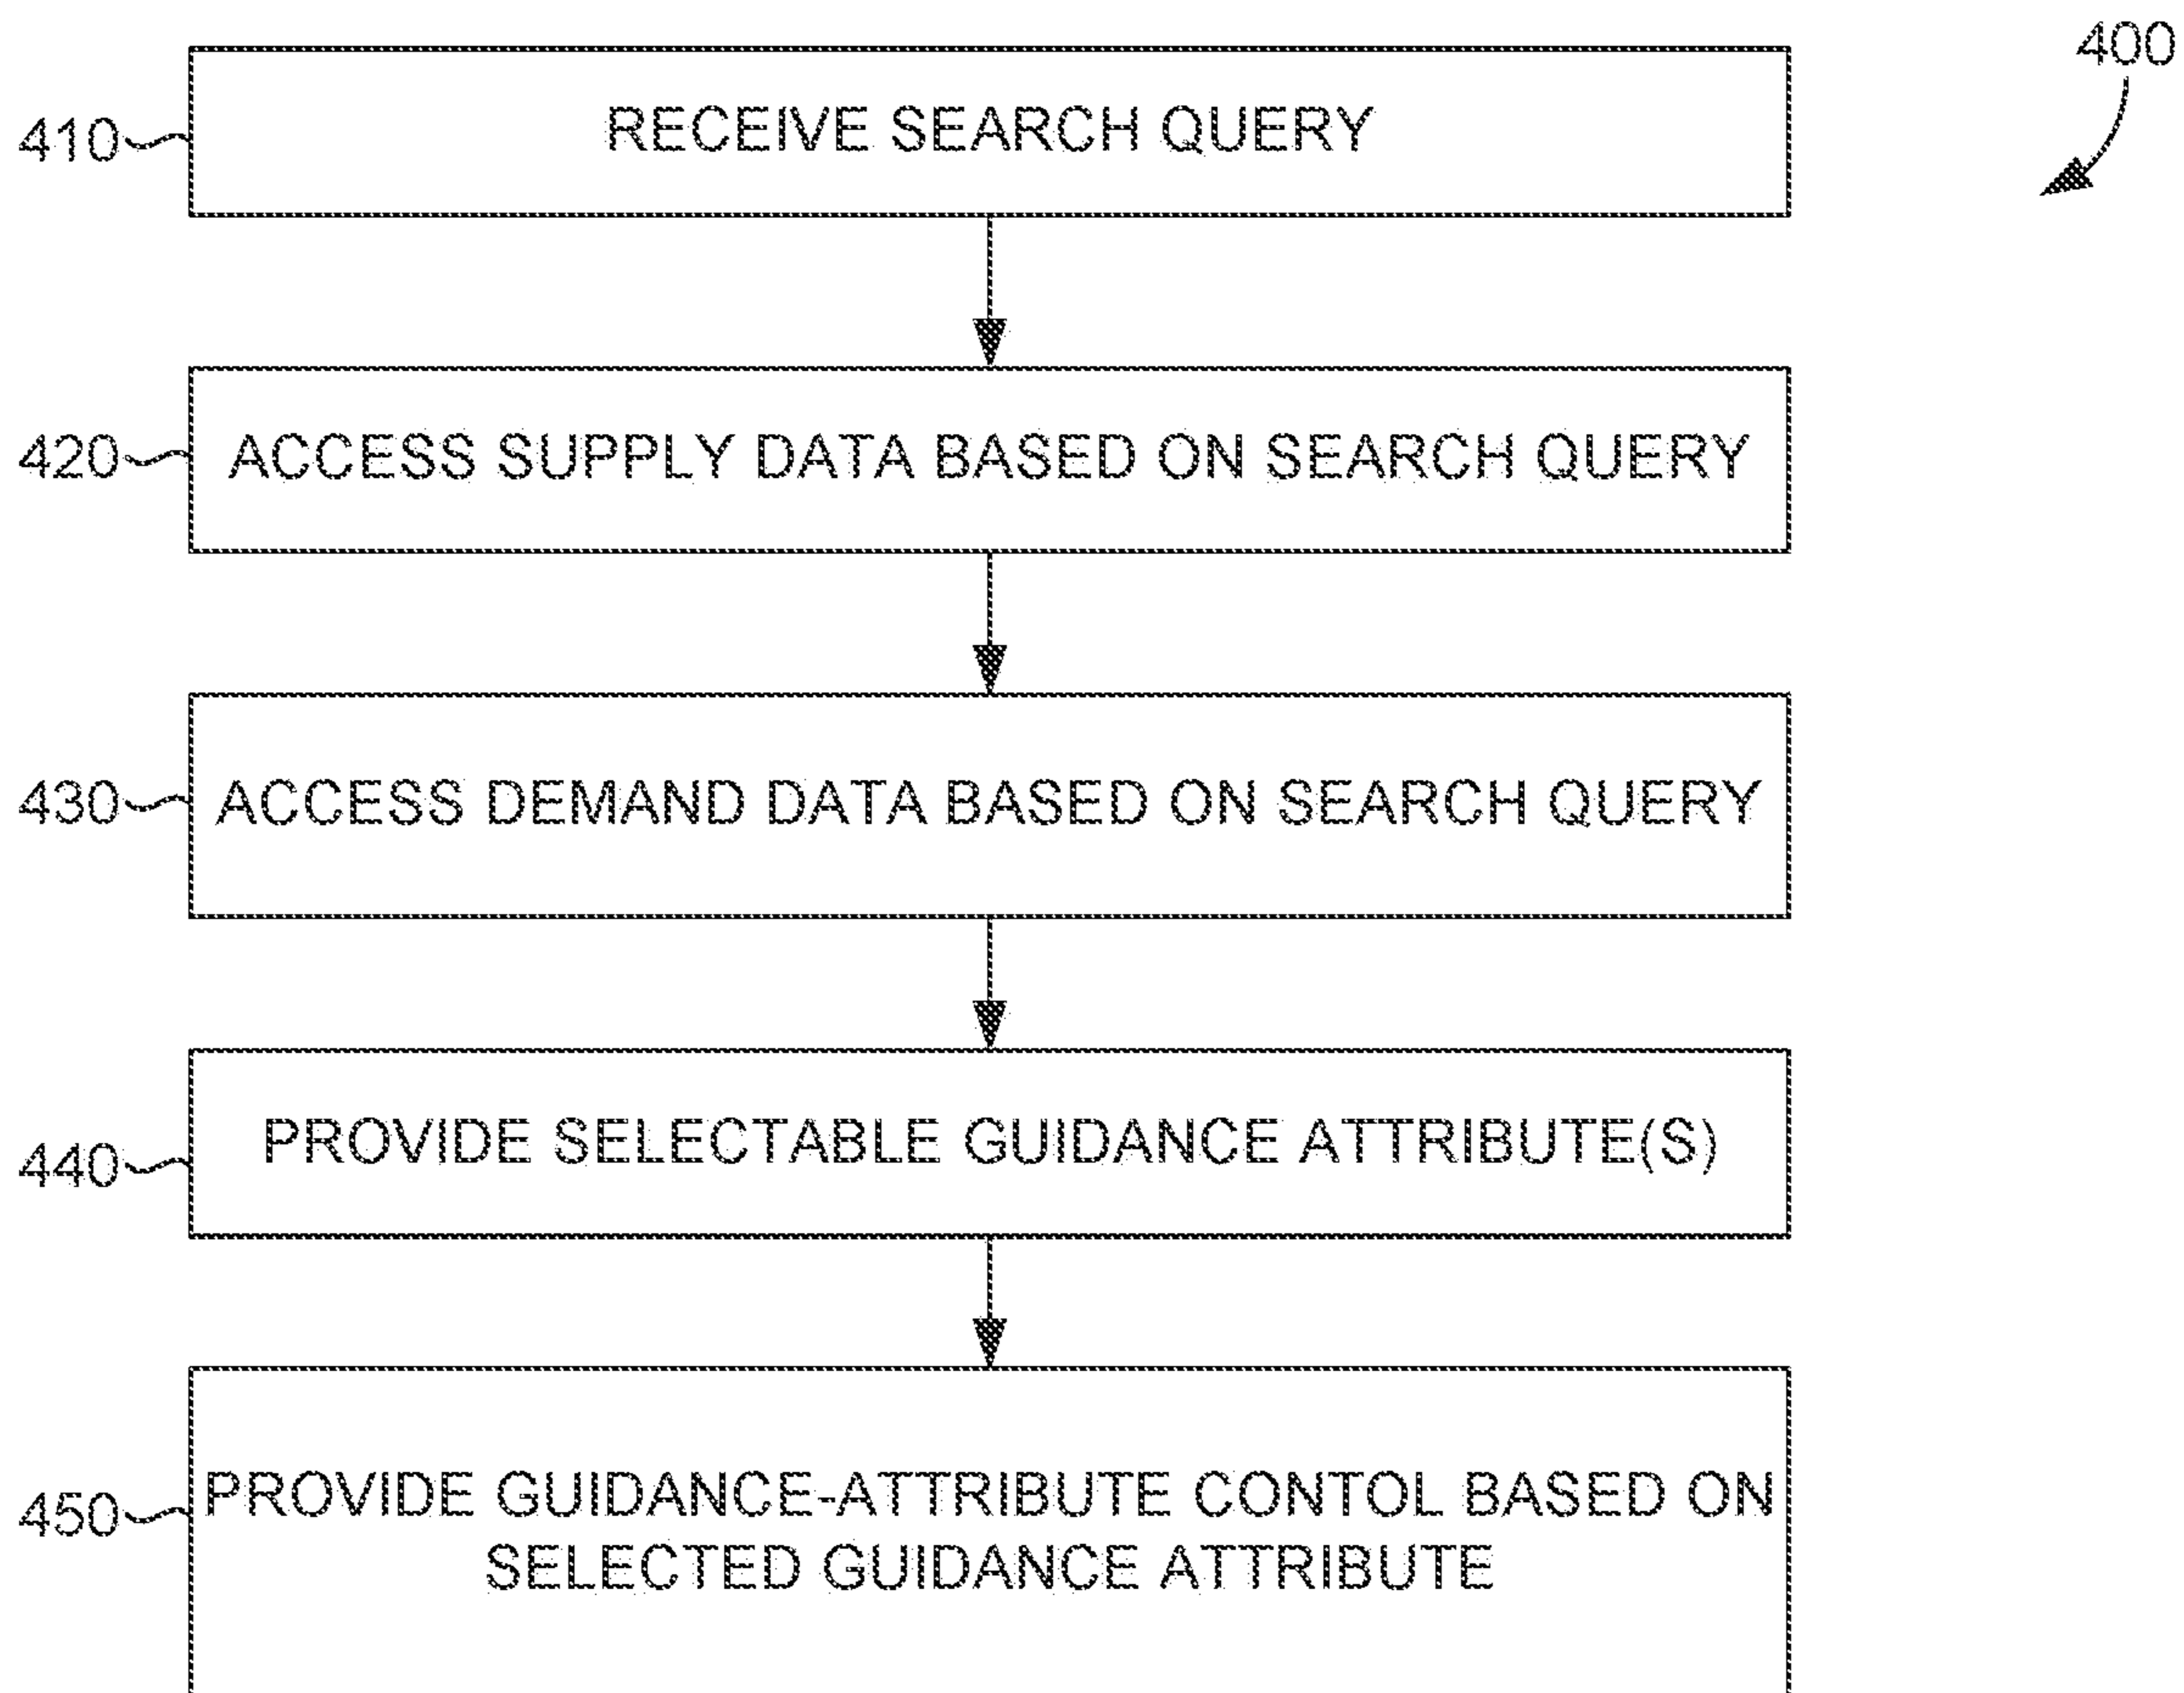 400
410 RECEIVE SEARCH QUERY
420 ACCESS SUPPLY DATA BASED ON SEARCH QUERY
430 ACCESS DEMAND DATA BASED ON SEARCH QUERY
440 PROVIDE SELECTABLE GUIDANCE ATTRIBUTE(S)
450 PROVIDE GUIDANCE-ATTRIBUTE CONTOL BASED ON
SELECTED GUIDANCE ATTRIBUTE